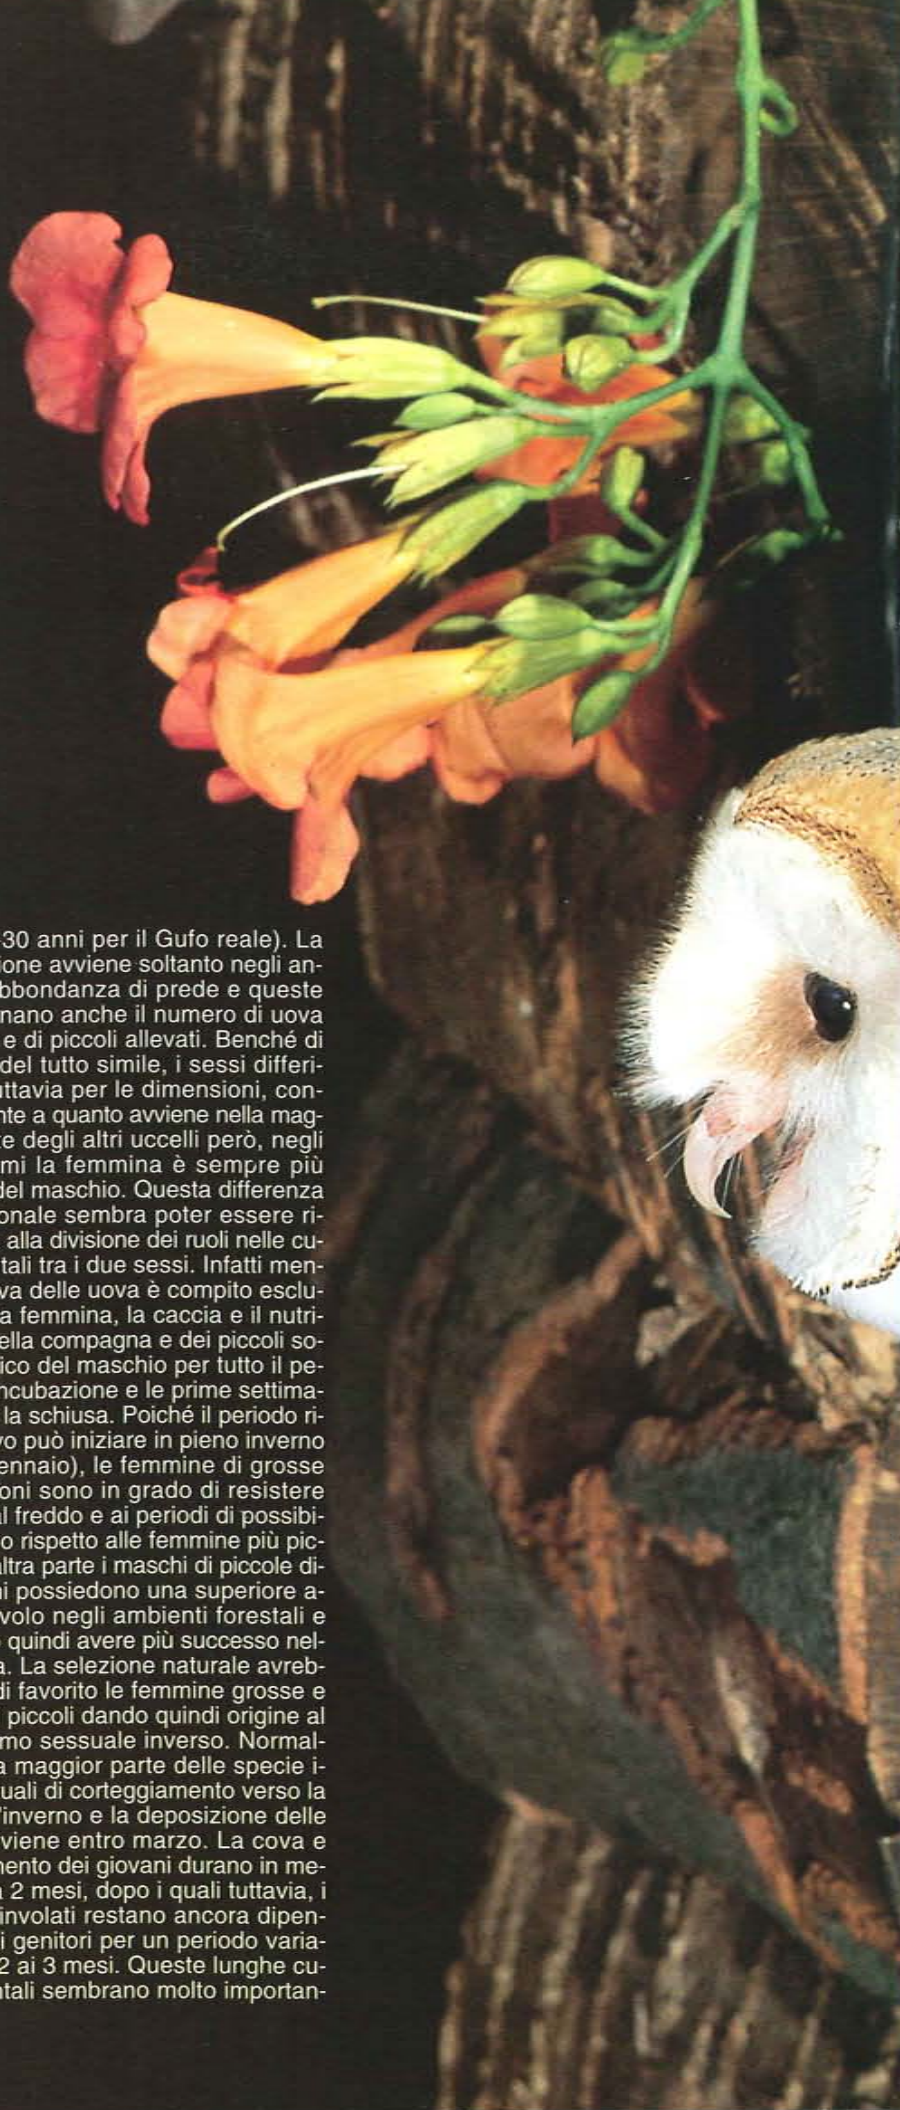 30 anni per il Gufo reale). La
ione avviene soltanto negli an-
bbondanza di prede e queste
nano anche il numero di uova
e di piccoli allevati. Benché di
del tutto simile, i sessi differi-
uttavia per le dimensioni, con-
nte a quanto avviene nella mag-
te degli altri uccelli però, negli
mi la femmina è sempre più
del maschio. Questa differenza
onale sembra poter essere ri-
alla divisione dei ruoli nelle cu-
tali tra i due sessi. Infatti men-
va delle uova è compito esclu-
a femmina, la caccia e il nutri-
ella compagna e dei piccoli so-
ico del maschio per tutto il pe-
ncubazione e le prime settima-
la schiusa. Poiché il periodo ri-
vo può iniziare in pieno inverno
ennaio), le femmine di grosse
oni sono in grado di resistere
al freddo e ai periodi di possibi-
o rispetto alle femmine più pic-
altra parte i maschi di piccole di-
ni possiedono una superiore a-
volo negli ambienti forestali e
quindi avere più successo nel-
a. La selezione naturale avreb-
di favorito le femmine grosse e
piccoli dando quindi origine al
mo sessuale inverso. Normal-
a maggior parte delle specie i-
uali di corteggiamento verso la
'inverno e la deposizione delle
viene entro marzo. La cova e
mento dei giovani durano in me-
a 2 mesi, dopo i quali tuttavia, i
involati restano ancora dipen-
i genitori per un periodo varia-
2 ai 3 mesi. Queste lunghe cu-
ntali sembrano molto importan-